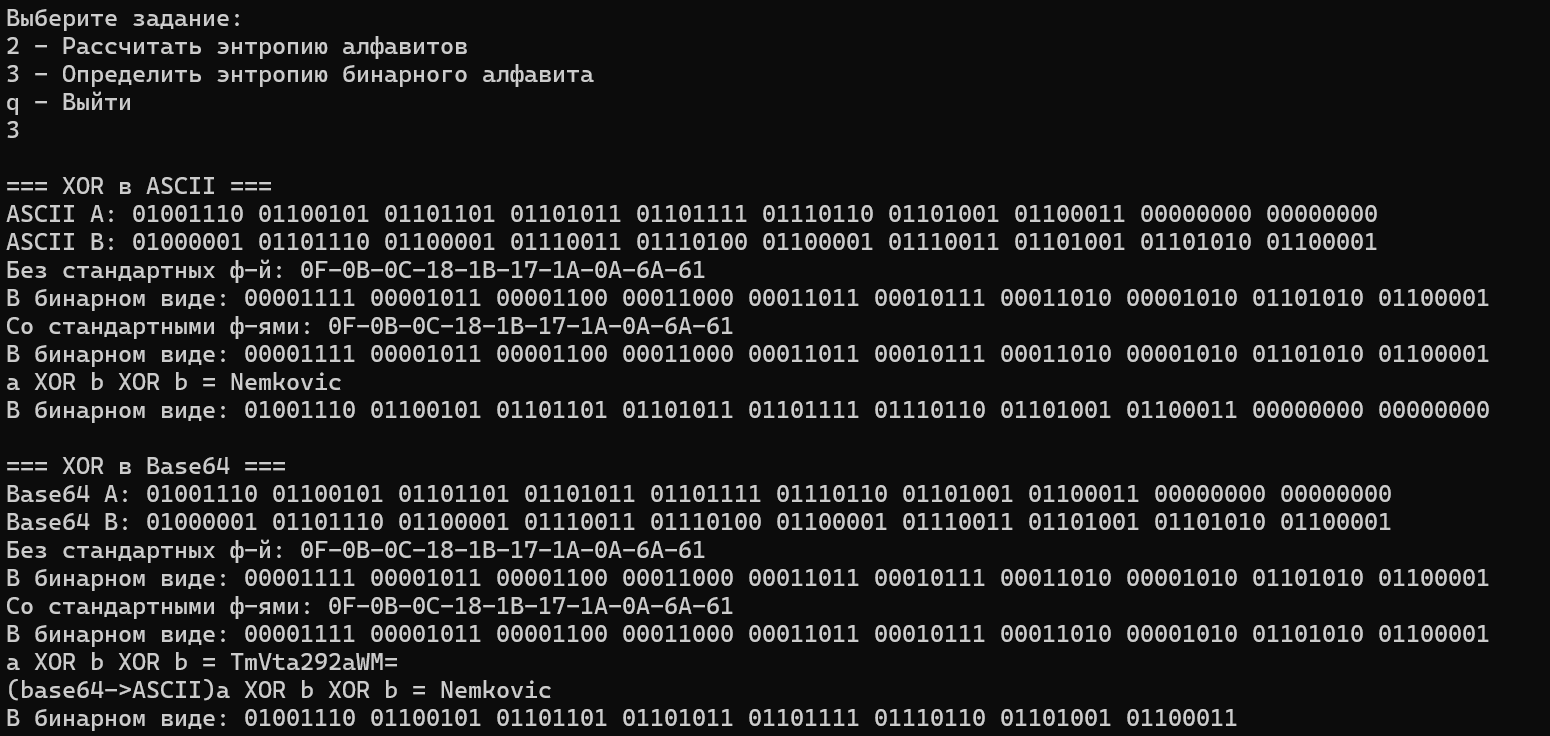 Выберите задание:
2 - Рассчитать энтропию алфавитов
3 - Определить энтропию бинарного алфавита
q - Выйти
3
=== XOR в ASCII ===
ASCII A: 01001110 01100101 01101101 01101011 01101111 01110110 01101001 01100011 00000000 00000000
ASCII B: 01000001 01101110 01100001 01110011 01110100 01100001 01110011 01101001 01101010 01100001
Без стандартных ф-й: 0F-0B-0C-18-1B-17-1A-0A-6A-61
В бинарном виде: 00001111 00001011 00001100 00011000 00011011 00010111 00011010 00001010 01101010 01100001
Со стандартными ф-ями: 0F-0B-0C-18-1B-17-1A-0A-6A-61
В бинарном виде: 00001111 00001011 00001100 00011000 00011011 00010111 00011010 00001010 01101010 01100001
a XOR b XOR b = Nemkovic
В бинарном виде: 01001110 01100101 01101101 01101011 01101111 01110110 01101001 01100011 00000000 00000000
=== XOR в Base64 ===
Base64 A: 01001110 01100101 01101101 01101011 01101111 01110110 01101001 01100011 00000000 00000000
Base64 B: 01000001 01101110 01100001 01110011 01110100 01100001 01110011 01101001 01101010 01100001
Без стандартных ф-й: 0F-0B-0C-18-1B-17-1A-0A-6A-61
В бинарном виде: 00001111 00001011 00001100 00011000 00011011 00010111 00011010 00001010 01101010 01100001
Со стандартными ф-ями: 0F-0B-0C-18-1B-17-1A-0A-6A-61
В бинарном виде: 00001111 00001011 00001100 00011000 00011011 00010111 00011010 00001010 01101010 01100001
a XOR b XOR b = TmVta292aWM=
(base64->ASCII)a XOR b XOR b = Nemkovic
В бинарном виде: 01001110 01100101 01101101 01101011 01101111 01110110 01101001 01100011